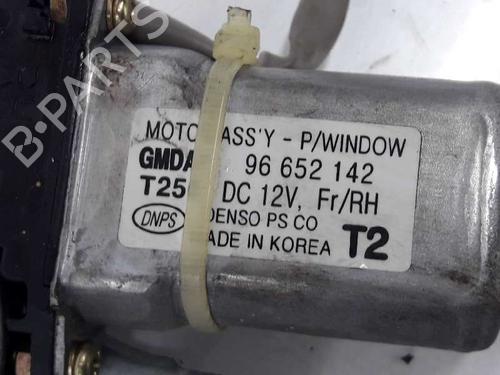 B-PARTS
MOTO ASS'Y - P/WINDOW
GMDA 96 652 142
T25 DC 12V, Fr/RH
DNPS DENSO PS CO
MADE IN KOREA T2